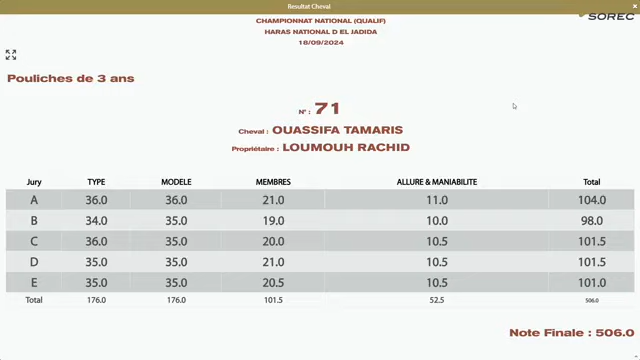 Resultat Cheval
CHAMPIONNAT NATIONAL (QUALIF)
SOREC
HARAS NATIONAL D EL JADIDA
18/09/2024
Pouliches de 3 ans
N° : 71
Cheval : OUASSIFA TAMARIS
Propriétaire : LOUMOUH RACHID
Jury TYPE MODELE MEMBRES ALLURE & MANIABILITE Total
A 36.0 36.0 21.0 11.0 104.0
B 34.0 35.0 19.0 10.0 98.0
C 36.0 35.0 20.0 10.5 101.5
D 35.0 35.0 21.0 10.5 101.5
E 35.0 35.0 20.5 10.5 101.0
Total 176.0 176.0 101.5 52.5 506.0
Note Finale : 506.0